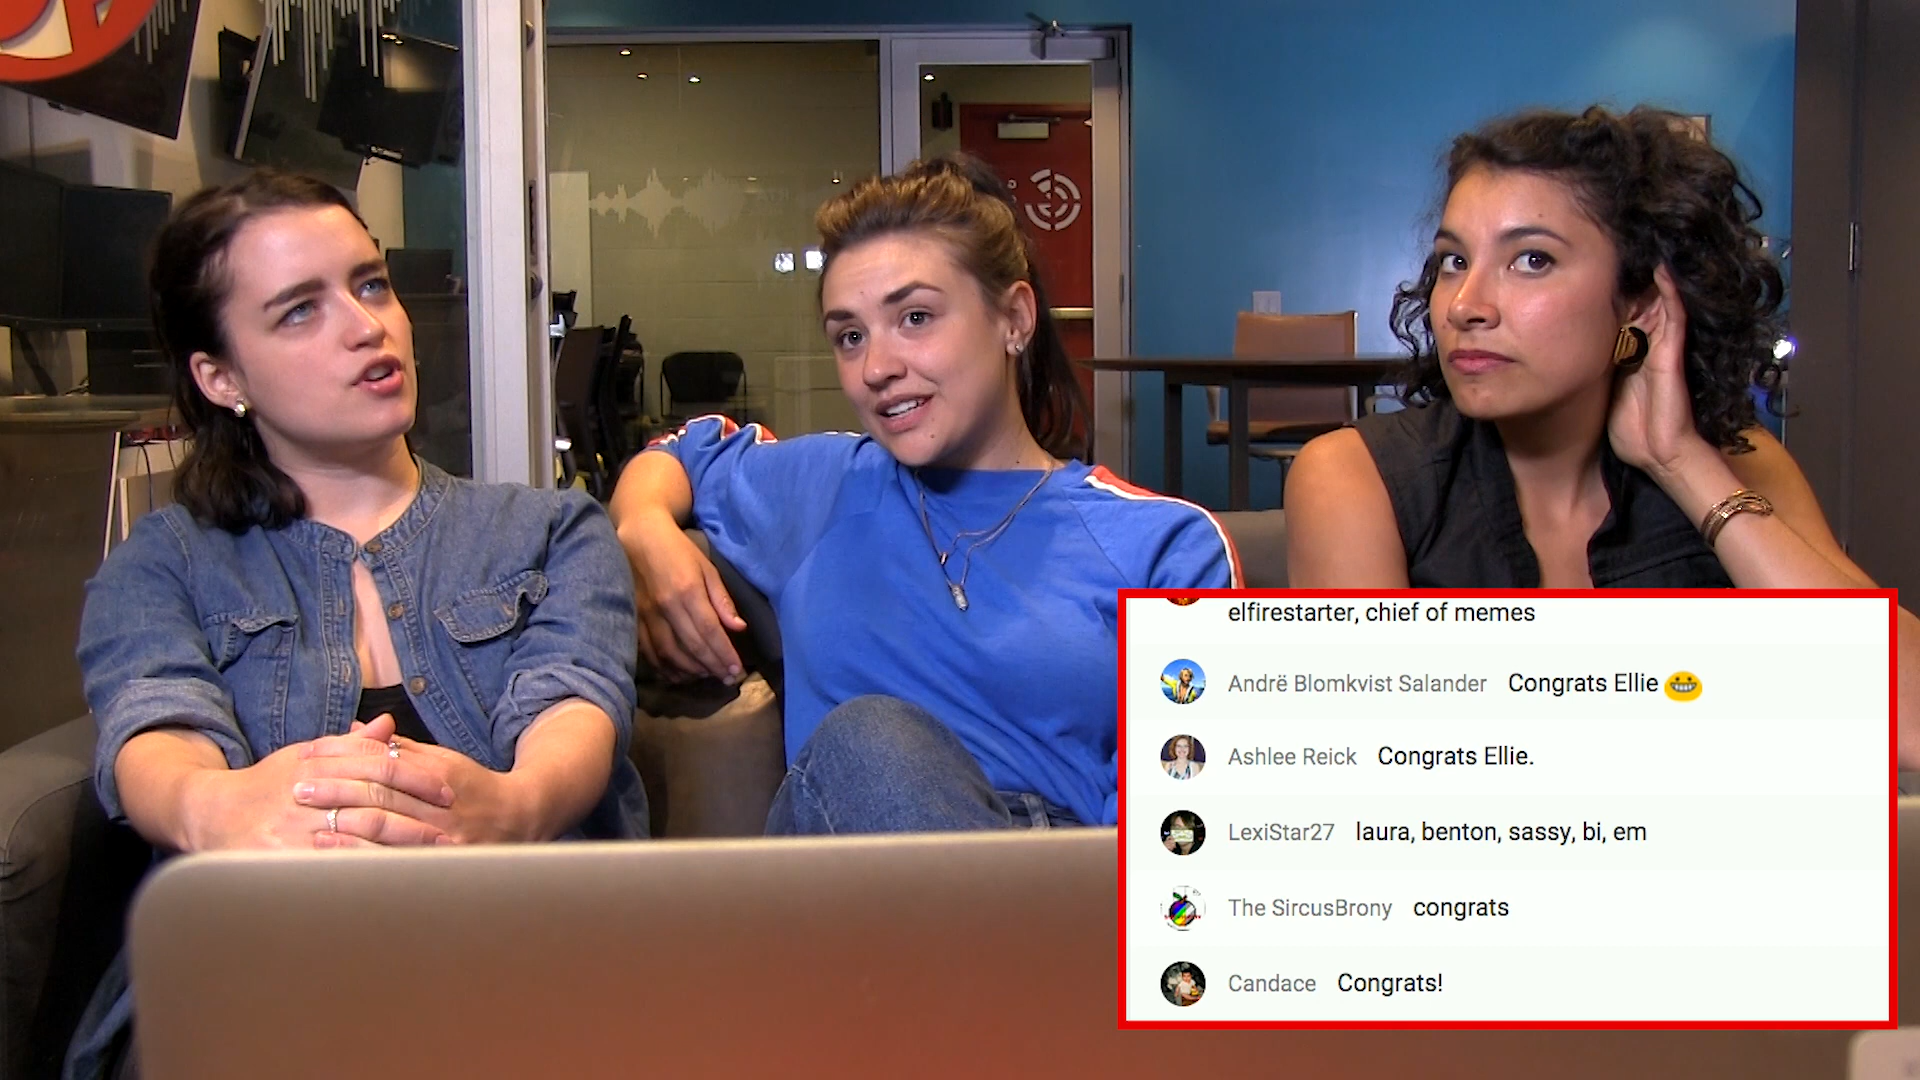 elfirestarter, chief of memes
Andrë Blomkvist Salander Congrats Ellie
Ashlee Reick Congrats Ellie.
LexiStar27 laura, benton, sassy, bi, em
The SircusBrony congrats
Candace Congrats!